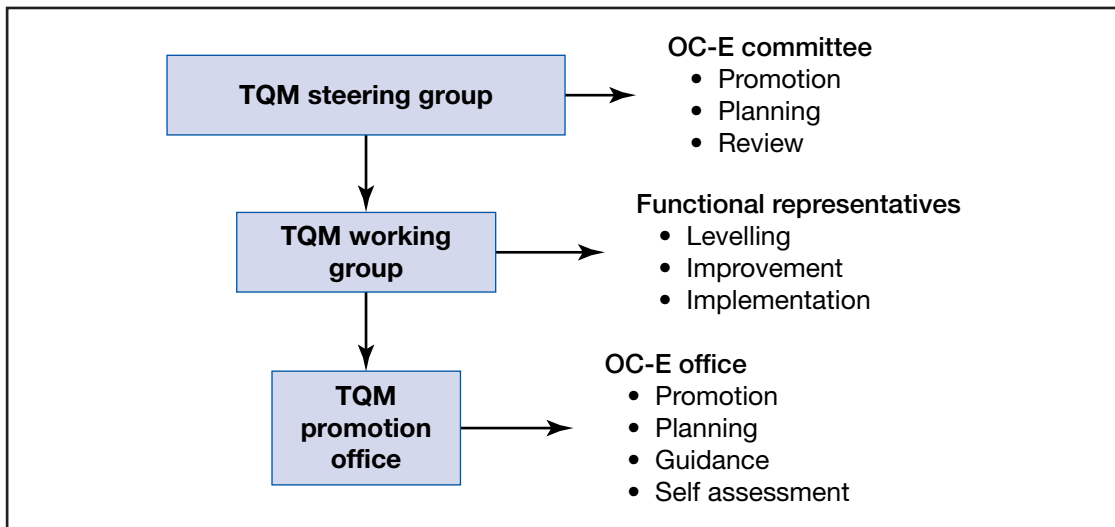 TQM steering group
OC-E committee
• Promotion
• Planning
• Review
TQM working
group
Functional representatives
• Levelling
• Improvement
• Implementation
TQM
promotion
office
OC-E office
• Promotion
• Planning
• Guidance
• Self assessment